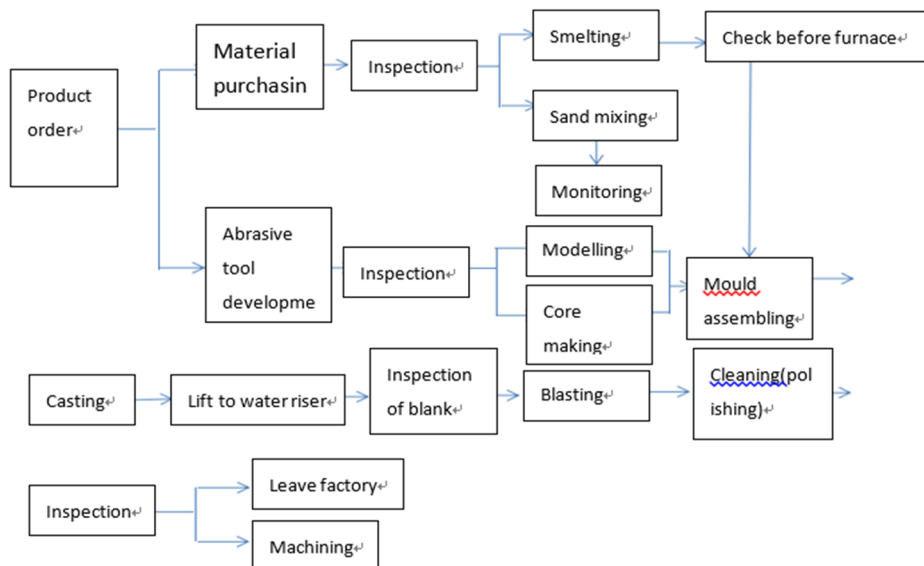 Product
order
Material
purchasin
Inspection
Smelting
Check before furnace
Sand mixing
Monitoring
Abrasive
tool
developme
Inspection
Modelling
Core
making
Mould
assembling
Casting
Lift to water riser
Inspection
of blank
Blasting
Cleaning(pol
ishing)
Inspection
Leave factory
Machining